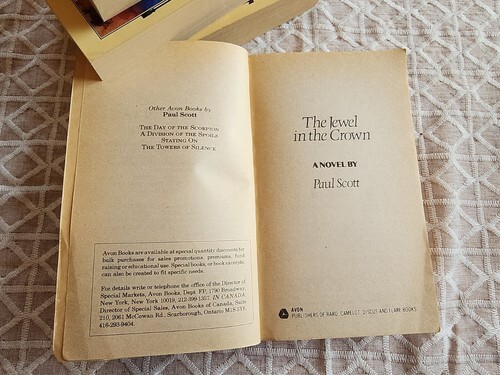 Other Avon Books by
Paul Scott
THE DAY OF THE SCORPION
A DIVISION OF THE SPOILS
STAYING ON
THE TOWERS OF SILENCE
Avon Books are available at special quantity discounts for
bulk purchases for sales promotions, premiums, fund
raising or educational use. Special books, or book excerpts,
can also be created to fit specific needs.
For details write or telephone the office of the Director of
Special Markets, Avon Books, Dept. FP, 1790 Broadway,
New York, New York 10019, 212-399-1357. IN CANADA:
Director of Special Sales, Avon Books of Canada, Suite
210, 2061 McCowan Rd., Scarborough, Ontario M1S 3Y6,
416-293-9404.
The Jewel
in the Crown
A NOVEL BY
Paul Scott
AVON
PUBLISHERS OF BARD, CAMELOT, DISCUS AND FLARE BOOKS